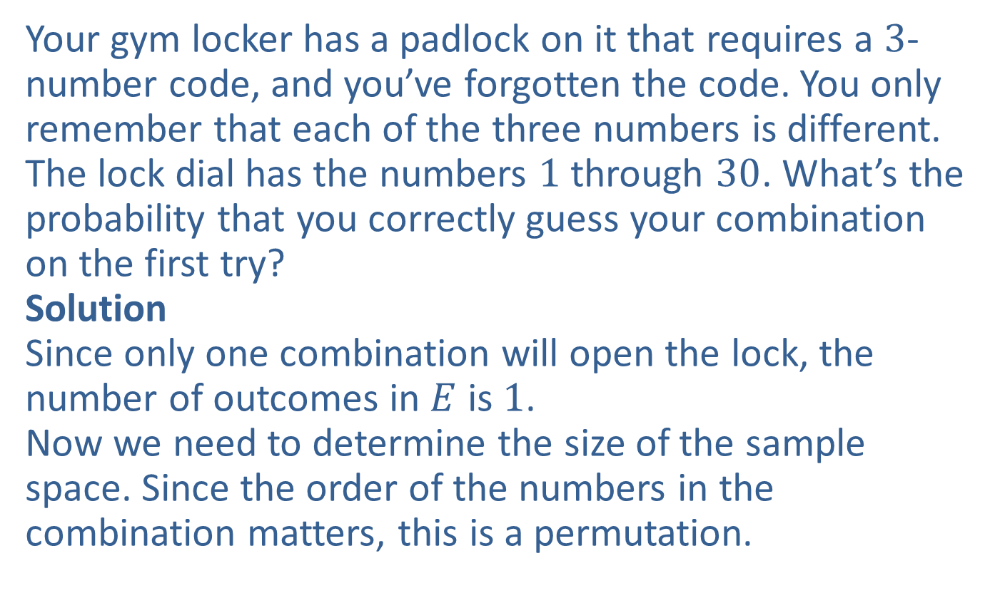 Your gym locker has a padlock on it that requires a 3-
number code, and you’ve forgotten the code. You only
remember that each of the three numbers is different.
The lock dial has the numbers 1 through 30. What’s the
probability that you correctly guess your combination
on the first try?
Solution
Since only one combination will open the lock, the
number of outcomes in E is 1.
Now we need to determine the size of the sample
space. Since the order of the numbers in the
combination matters, this is a permutation.